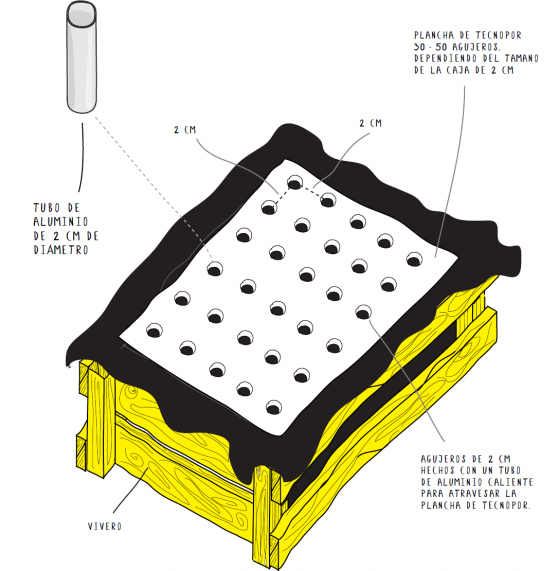 PLANCHA DE TECNOPOR
30 - 50 AGUJEROS.
DEPENDIENDO DEL TAMANO
DE LA CAJA DE 2 CM
2 CM
2 CM
TUBO DE
ALUMINIO
DE 2 CM DE
DIÁMETRO
AGUJEROS DE 2 CM
HECHOS CON UN TUBO
DE ALUMINIO CALIENTE
PARA ATRAVESAR LA
PLANCHA DE TECNOPOR.
VIVERO